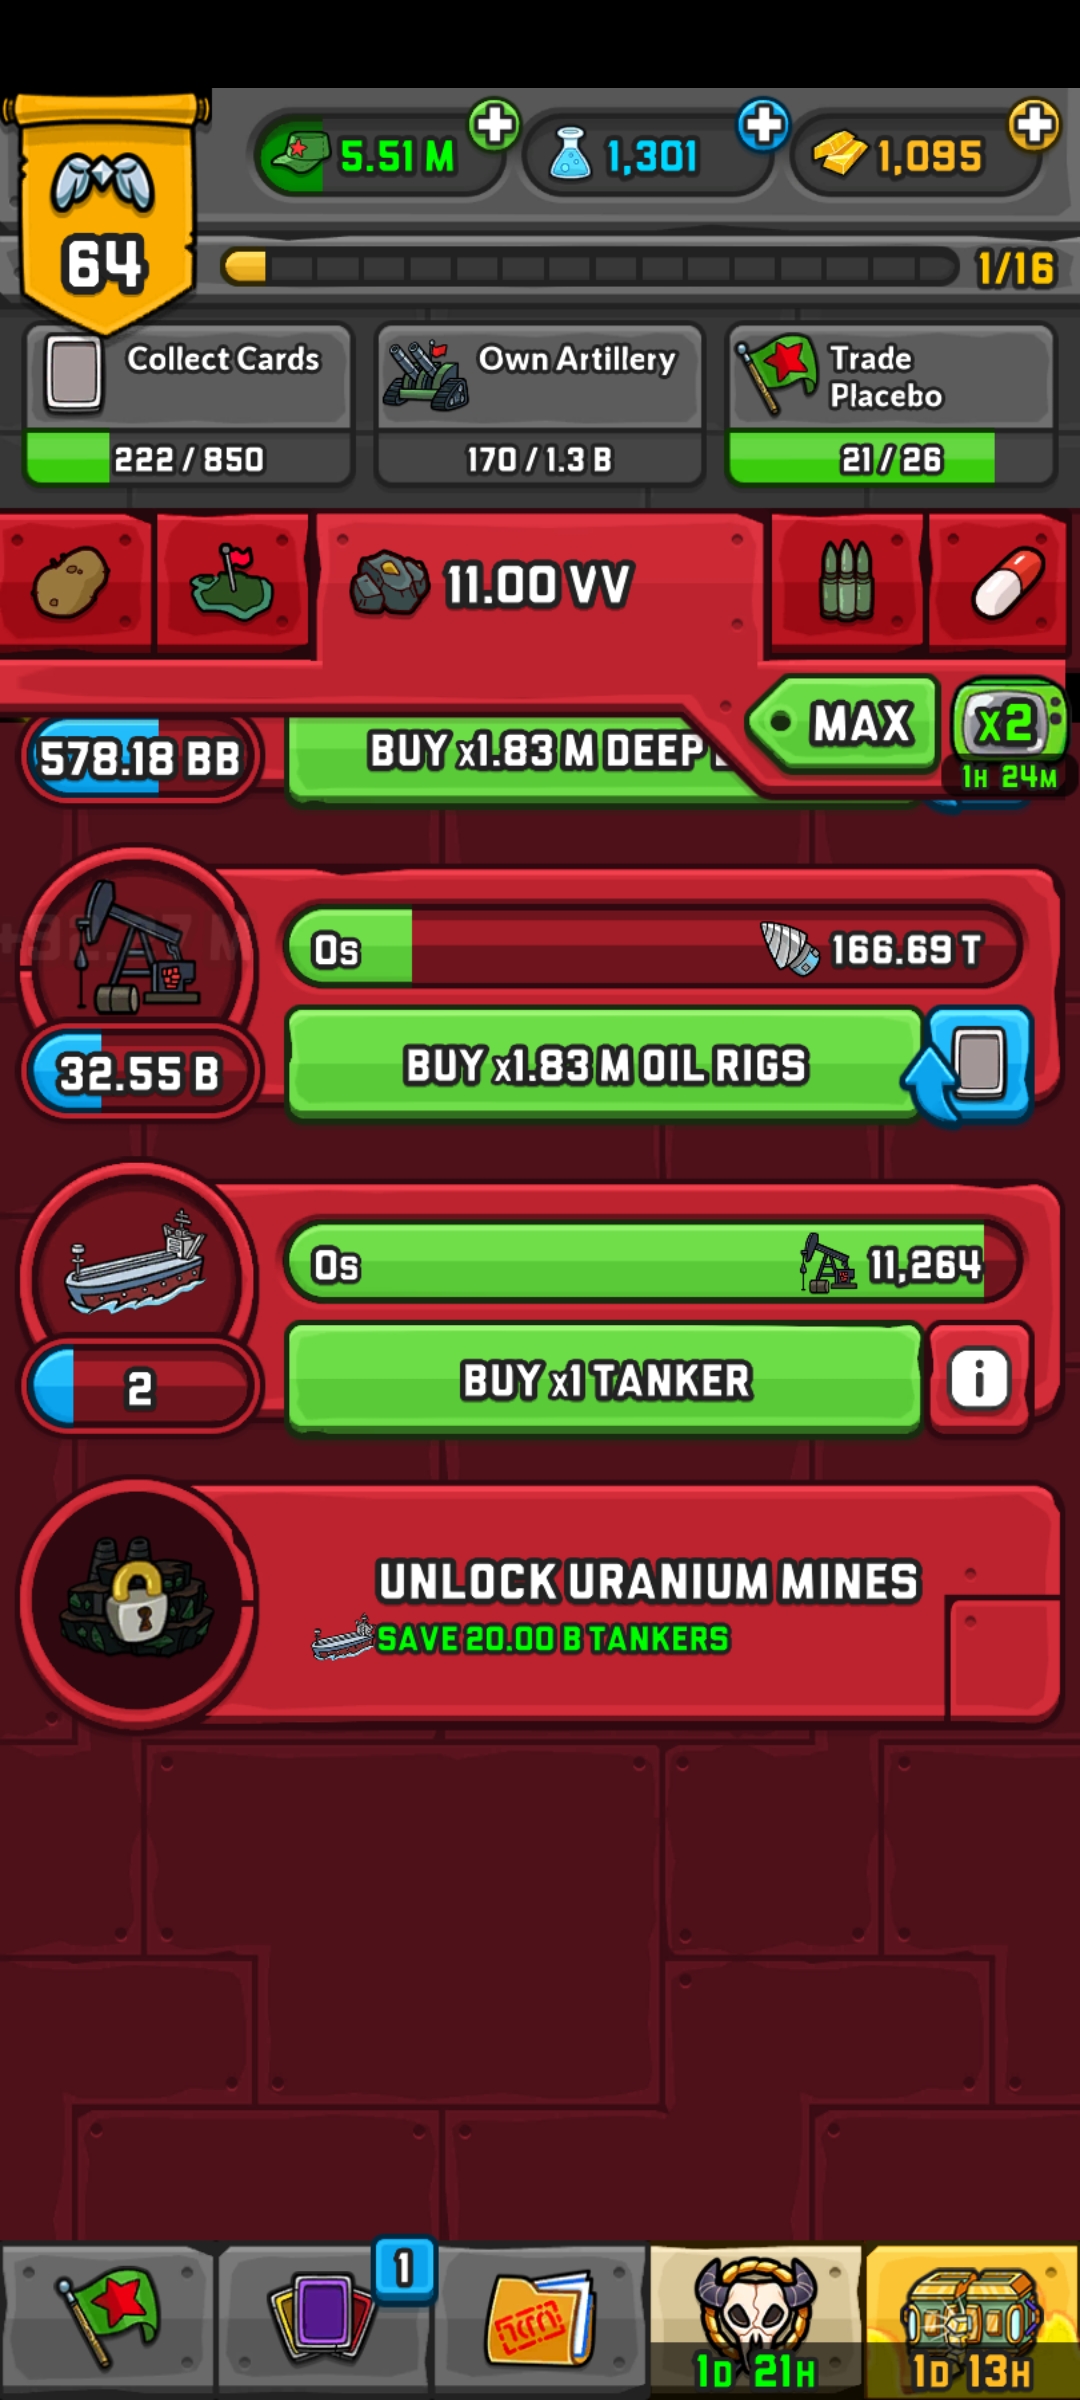 5.51 M
1,301
1,095
64
1/16
Collect Cards
222 / 850
Own Artillery
170 / 1.3 B
Trade
Placebo
21 / 26
11.00 VV
MAX
x2
1H 24M
578.18 BB
BUY x1.83 M DEEP
0s
166.69 T
32.55 B
BUY x1.83 M OIL RIGS
0s
11,264
2
BUY x1 TANKER
i
UNLOCK URANIUM MINES
SAVE 20.00 B TANKERS
1
1D 21H
1D 13H